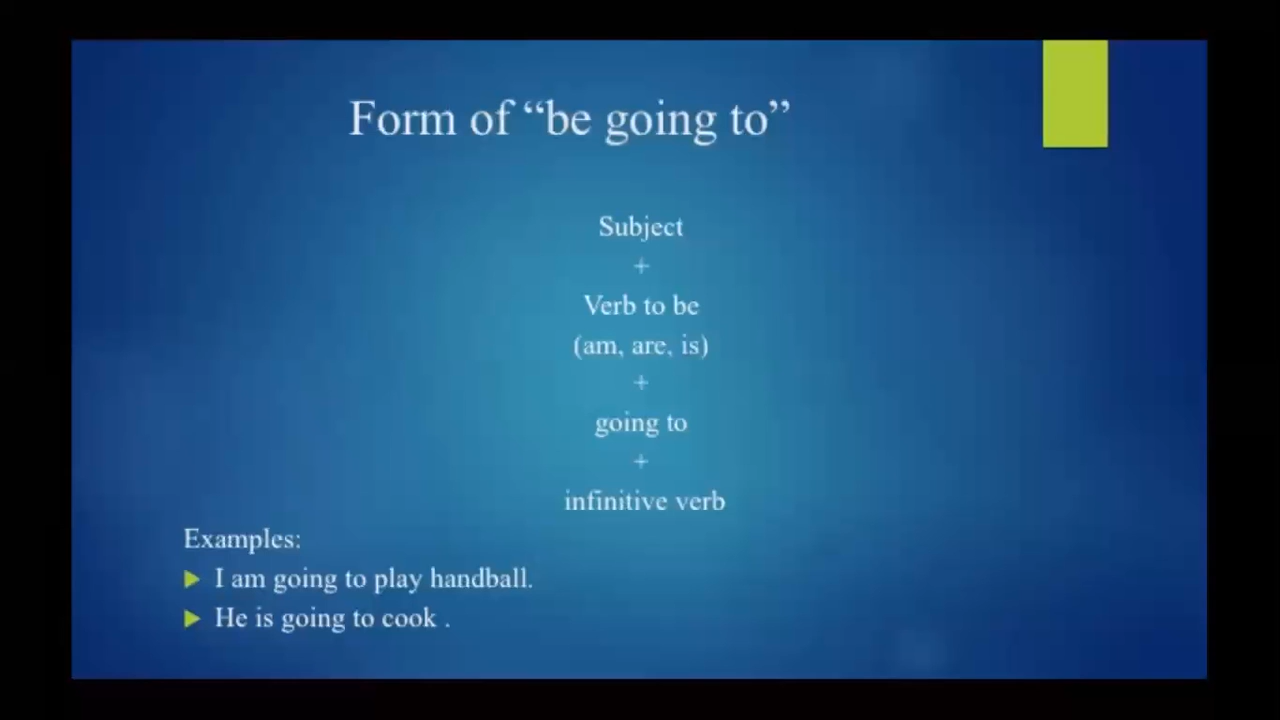 Form of “be going to”
Subject
+
Verb to be
(am, are, is)
+
going to
+
infinitive verb
Examples:
I am going to play handball.
He is going to cook .